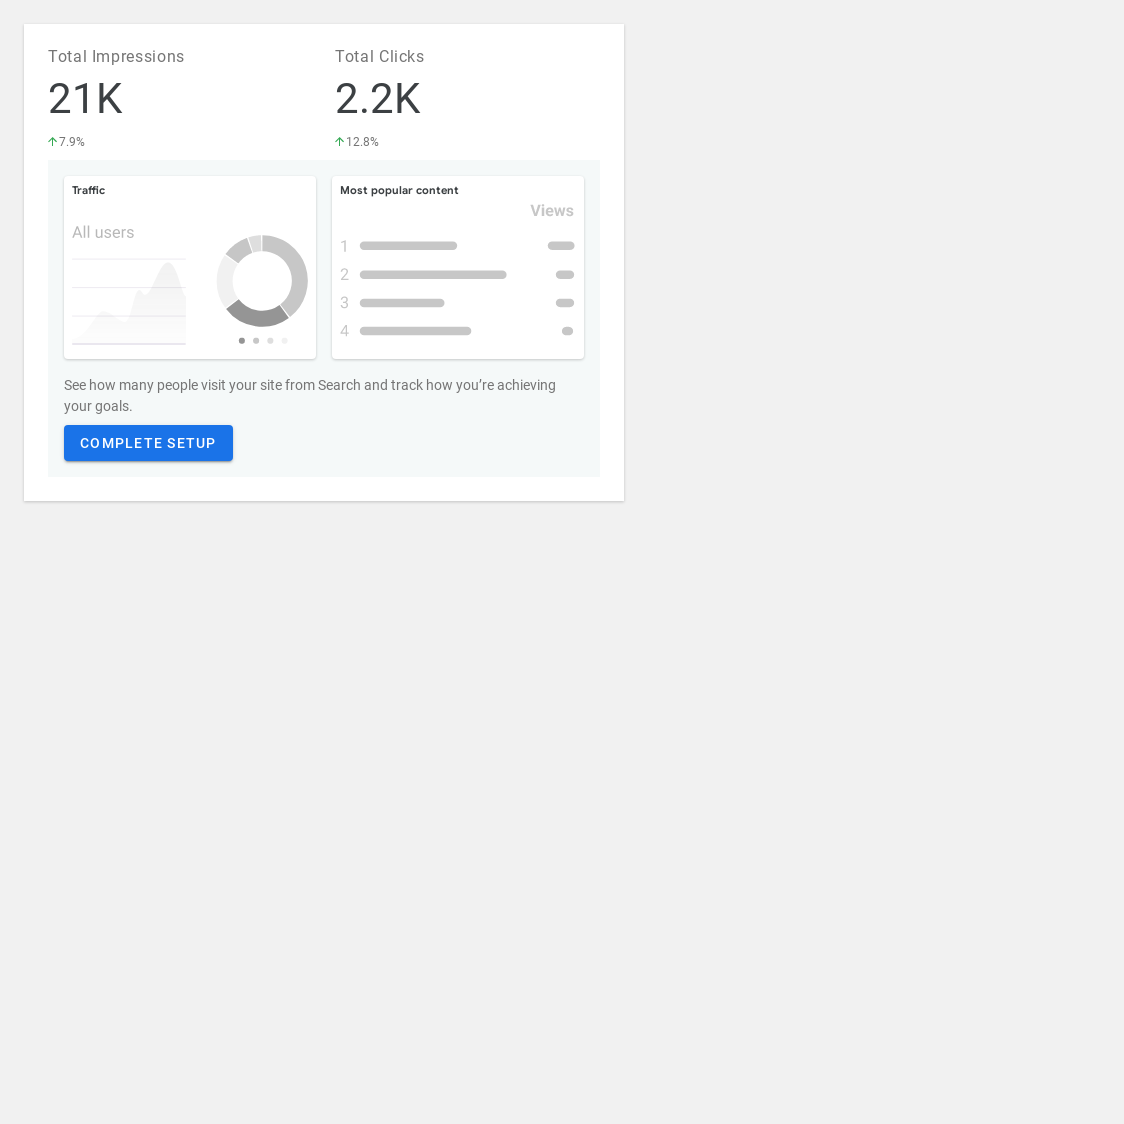 Total Impressions
Total Clicks
21K
2.2K
7.9%
12.8%
Traffic
All users
Most popular content
Views
1
2
3
4
See how many people visit your site from Search and track how you’re achieving
your goals.
COMPLETE SETUP